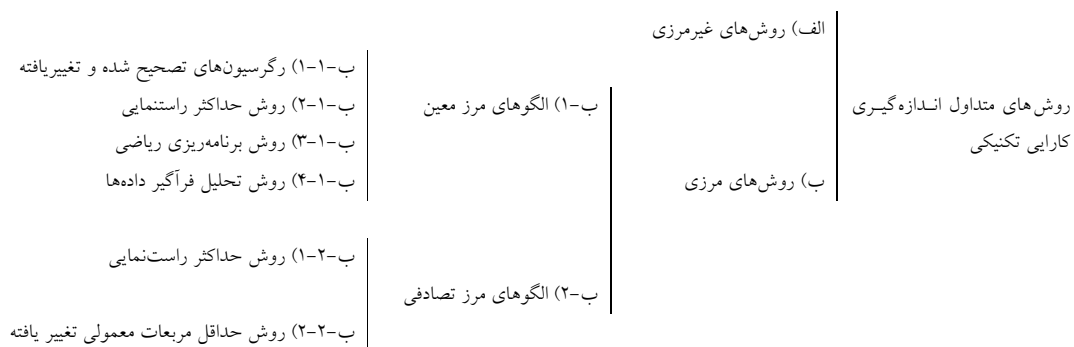 روش‌های متداول اندازه‌گیری
کارایی تکنیکی
الف) روش‌های غیرمرزی
ب) روش‌های مرزی
ب-۱) الگوهای مرز معین
ب-۱-۱) رگرسیون‌های تصحیح شده و تغییریافته
ب-۱-۲) روش حداکثر راستنمایی
ب-۱-۳) روش برنامه‌ریزی ریاضی
ب-۱-۴) روش تحلیل فرآگیر داده‌ها
ب-۲) الگوهای مرز تصادفی
ب-۲-۱) روش حداکثر راست‌نمایی
ب-۲-۲) روش حداقل مربعات معمولی تغییر یافته